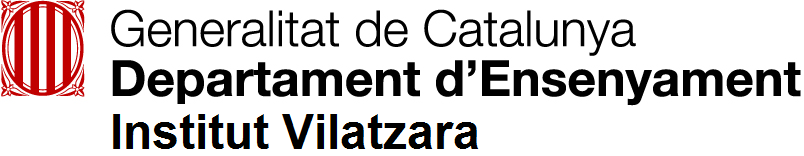 Generalitat de Catalunya
Departament d'Ensenyament
Institut Vilatzara